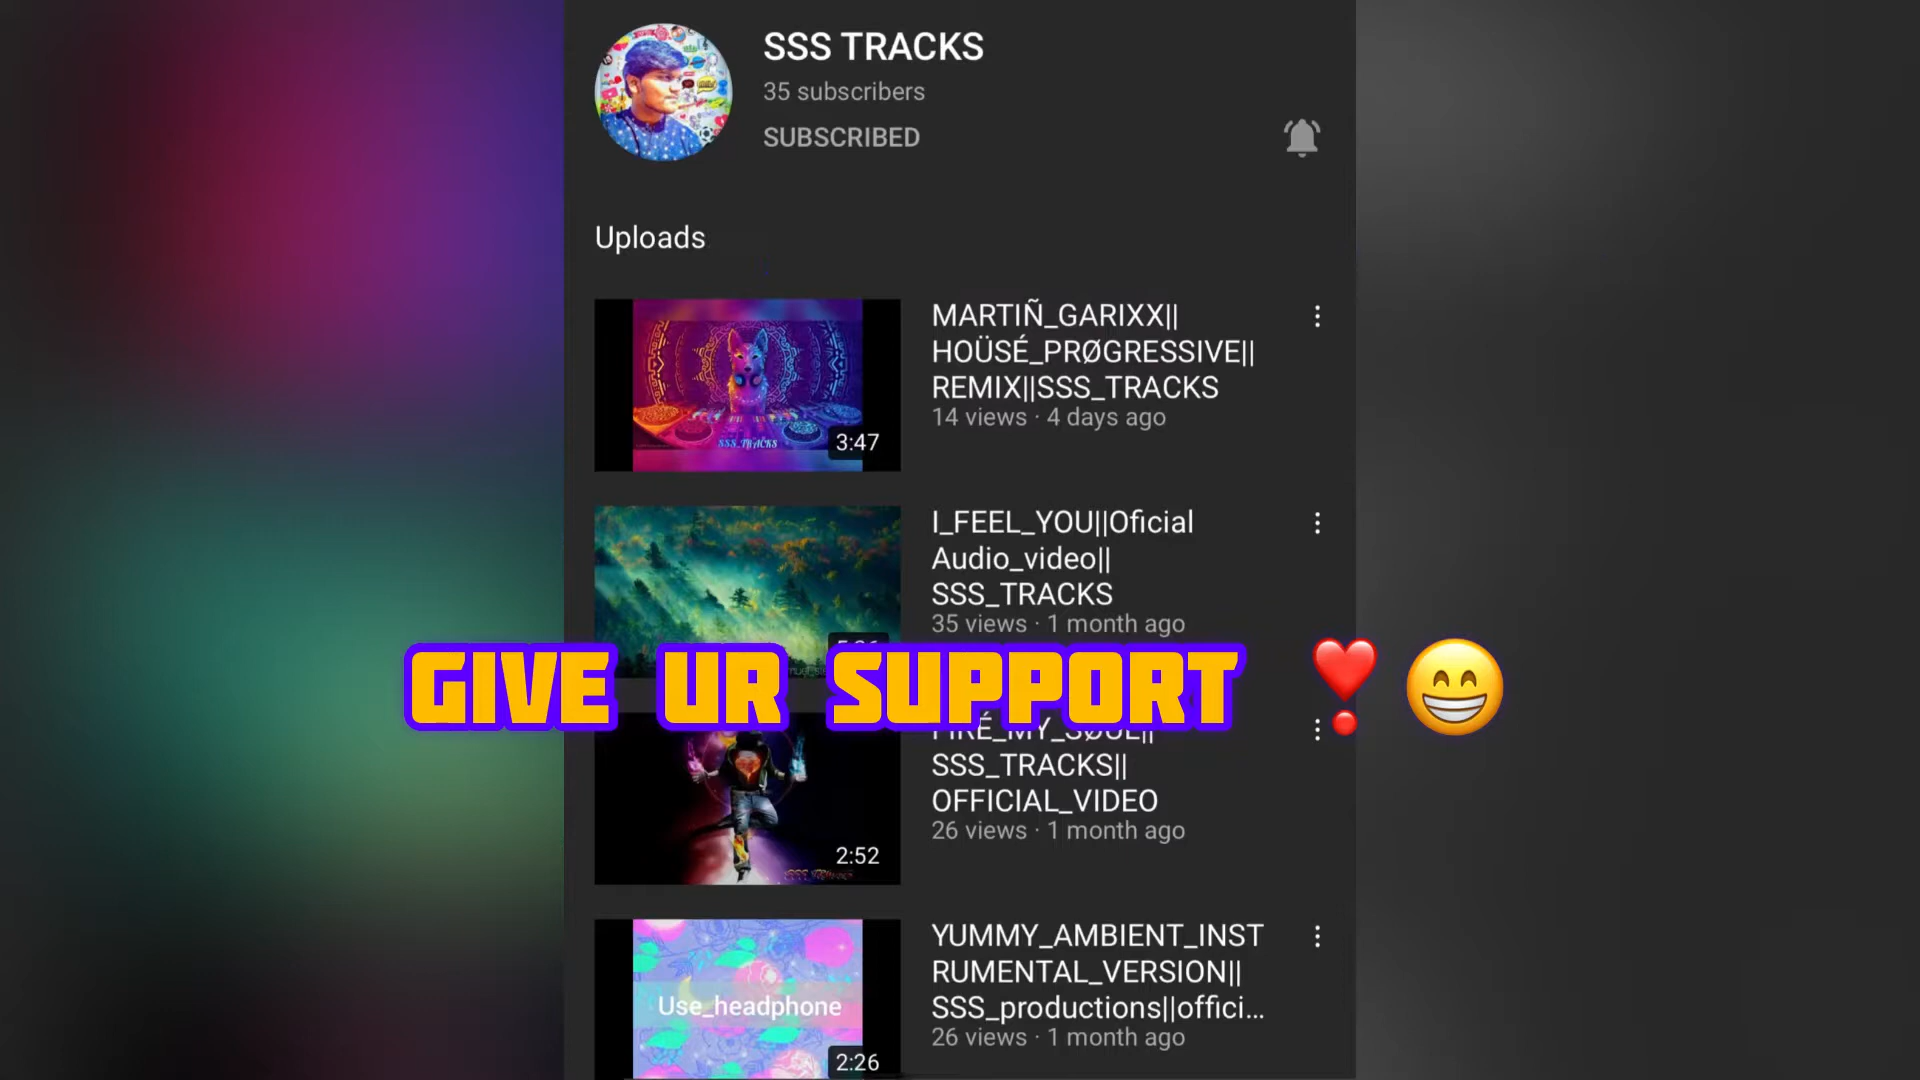 SSS TRACKS
35 subscribers
SUBSCRIBED
Uploads
MARTIÑ_GARIXX||
HOÜSÉ_PRØGRESSIVE||
REMIX||SSS_TRACKS
14 views · 4 days ago
SSS_TRACKS
3:47
I_FEEL_YOU||Oficial
Audio_video||
SSS_TRACKS
35 views · 1 month ago
GIVE UR SUPPORT ❣️😁
FIRÉ_MY_SØUL||
SSS_TRACKS||
OFFICIAL_VIDEO
26 views · 1 month ago
2:52
YUMMY_AMBIENT_INST
RUMENTAL_VERSION||
SSS_productions||offici...
26 views · 1 month ago
Use_headphone
2:26